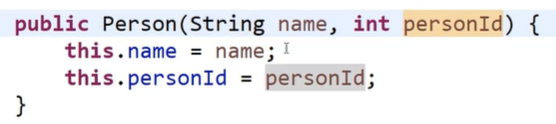 public Person(String name, int personId) {
    this.name = name;
    this.personId = personId;
}